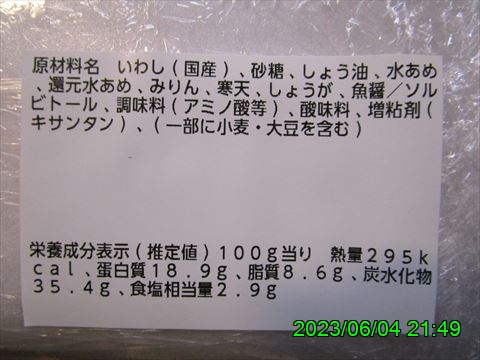 原材料名　いわし(国産)、砂糖、しょう油、水あめ
、還元水あめ、みりん、寒天、しょうが、魚醤／ソル
ビトール、調味料(アミノ酸等)、酸味料、増粘剤(
キサンタン)、(一部に小麦・大豆を含む)
栄養成分表示(推定値)100g当り　熱量295k
cal、蛋白質18.9g、脂質8.6g、炭水化物
35.4g、食塩相当量2.9g
2023/06/04 21:49